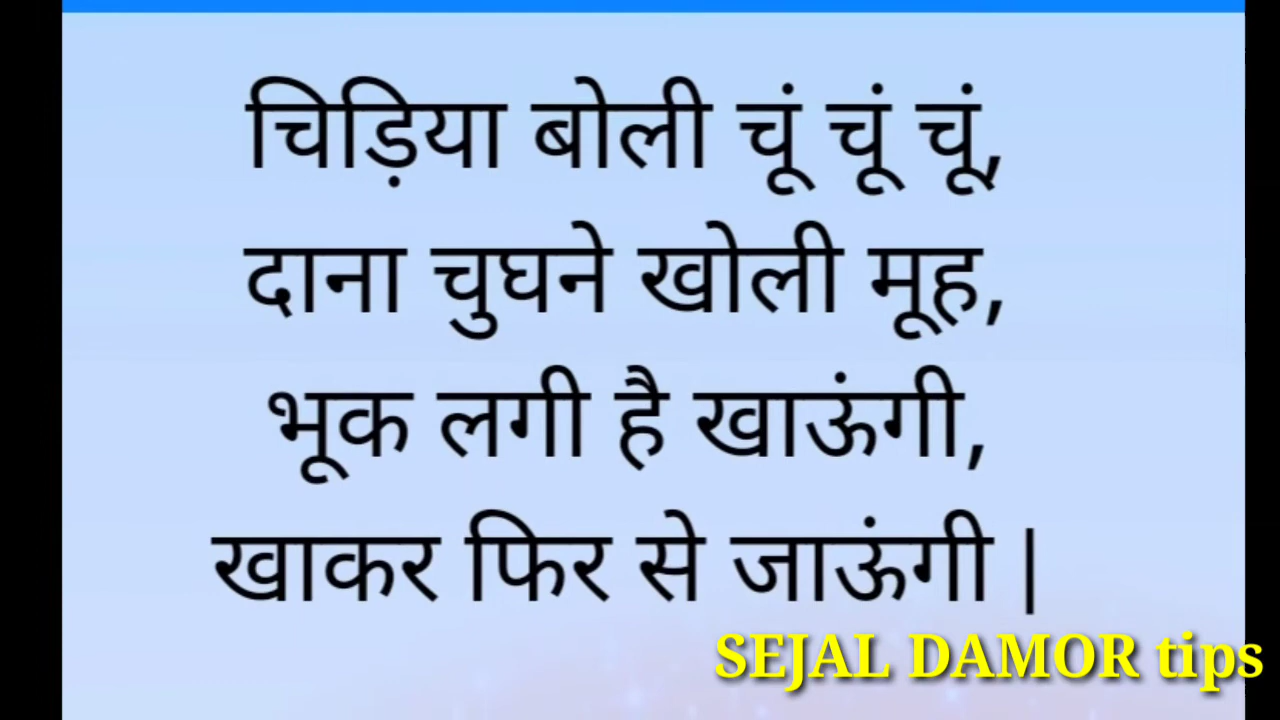 चिड़िया बोली चूं चूं चूं,
दाना चुघने खोली मूह,
भूक लगी है खाऊंगी,
खाकर फिर से जाऊंगी |
SEJAL DAMOR tips